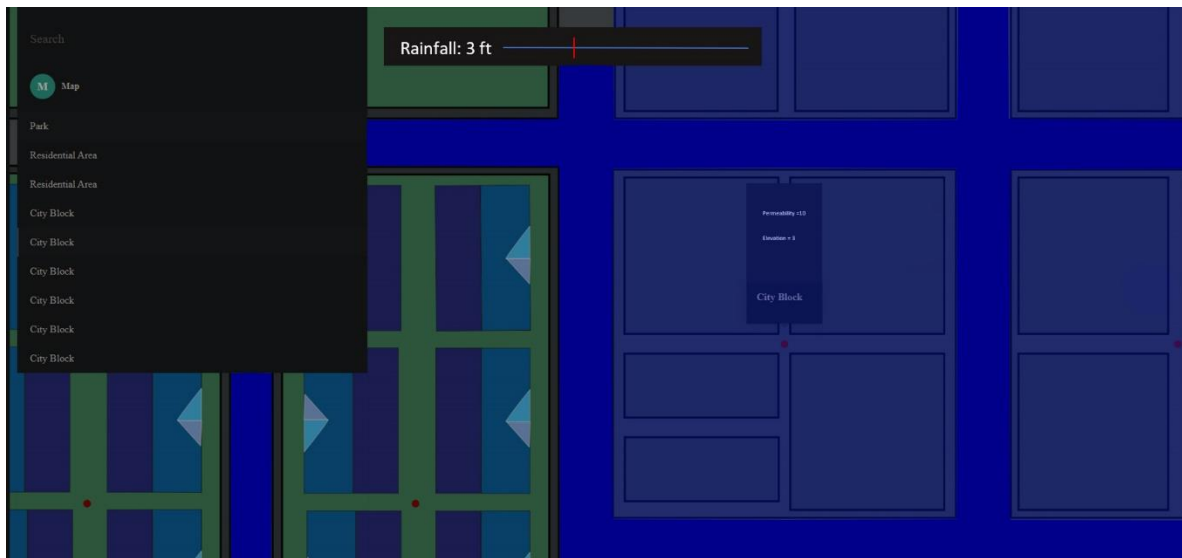 Search
Rainfall: 3 ft
M Map
Park
Residential Area
Residential Area
City Block
City Block
City Block
City Block
City Block
City Block
Permeability =10
Elevation = 3
City Block